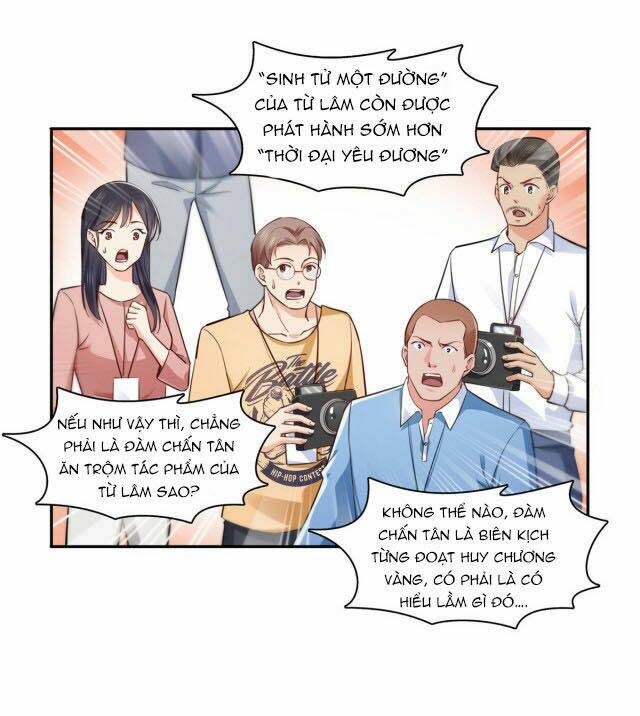 “SINH TỬ MỘT ĐƯỜNG”
CỦA TỪ LÂM CÒN ĐƯỢC
PHÁT HÀNH SỚM HƠN
“THỜI ĐẠI YÊU ĐƯƠNG”
The
Battle
HIP-HOP CONTEST
NẾU NHƯ VẬY THÌ, CHẲNG
PHẢI LÀ ĐÀM CHẤN TÂN
ĂN TRỘM TÁC PHẨM CỦA
TỪ LÂM SAO?
KHÔNG THỂ NÀO, ĐÀM
CHẤN TÂN LÀ BIÊN KỊCH
TỪNG ĐOẠT HUY CHƯƠNG
VÀNG, CÓ PHẢI LÀ CÓ
HIỂU LẦM GÌ ĐÓ....